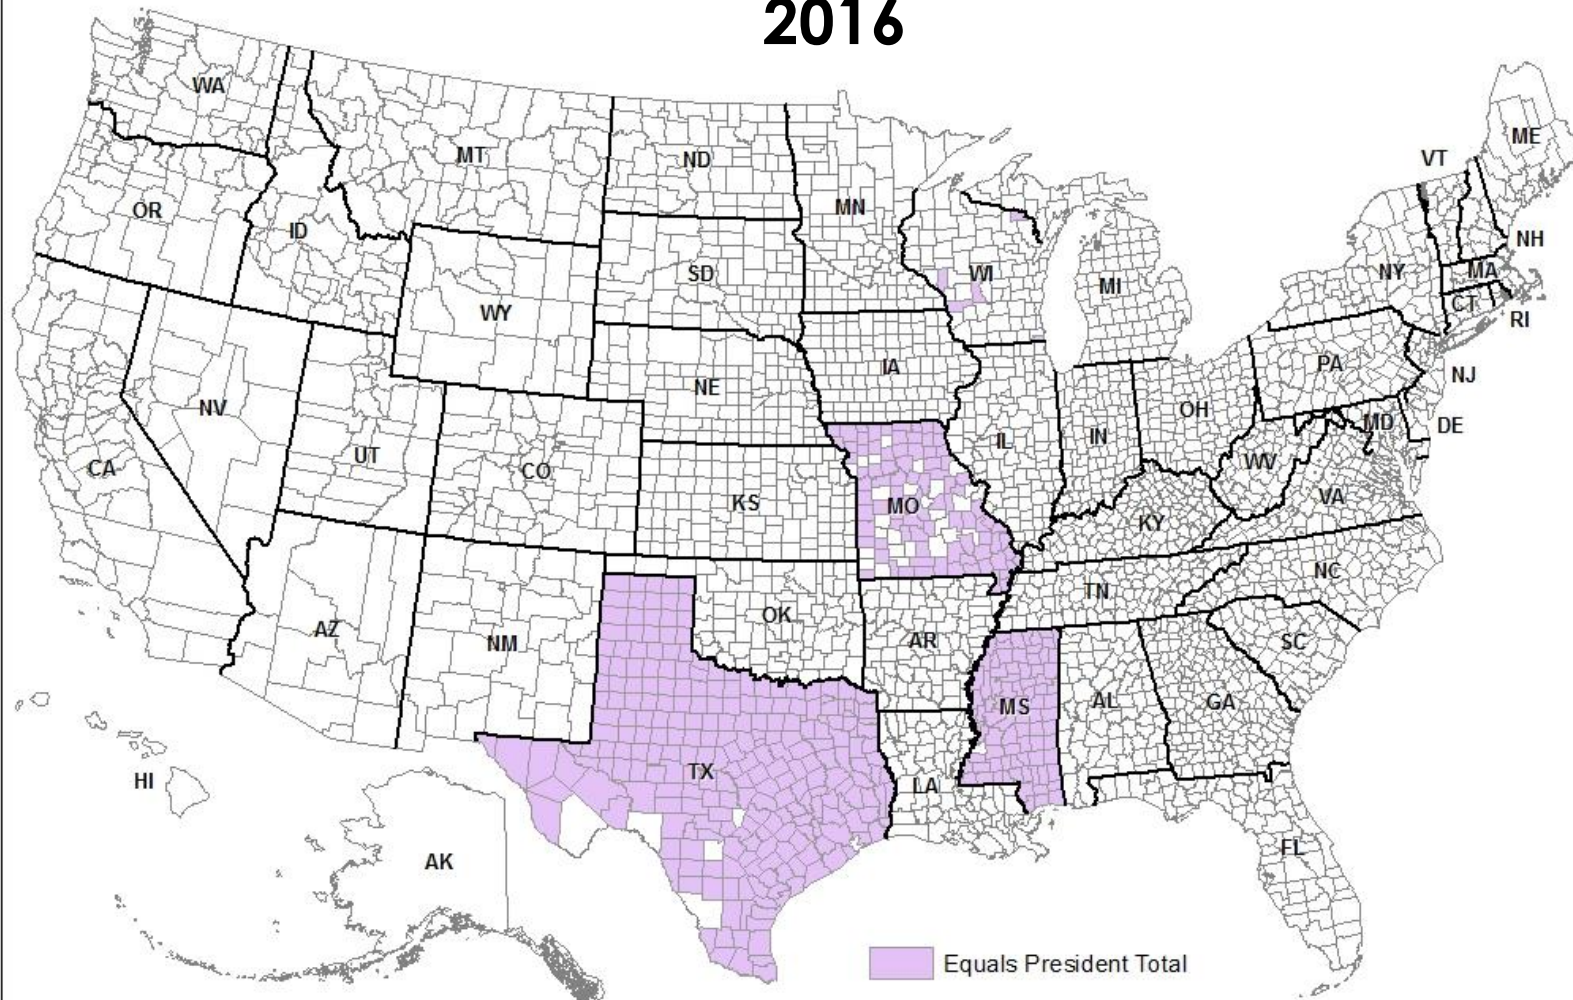 2016
WA
ME
VT
MT
ND
MN
OR
ID
NH
SD
WI
NY
MA
MI
CT
WY
RI
IA
PA
NJ
NE
NV
OH
MD
DE
IL
IN
UT
CA
CO
WV
MO
KS
VA
KY
NC
TN
OK
AZ
NM
AR
SC
MS
AL
GA
TX
HI
LA
FL
AK
Equals President Total